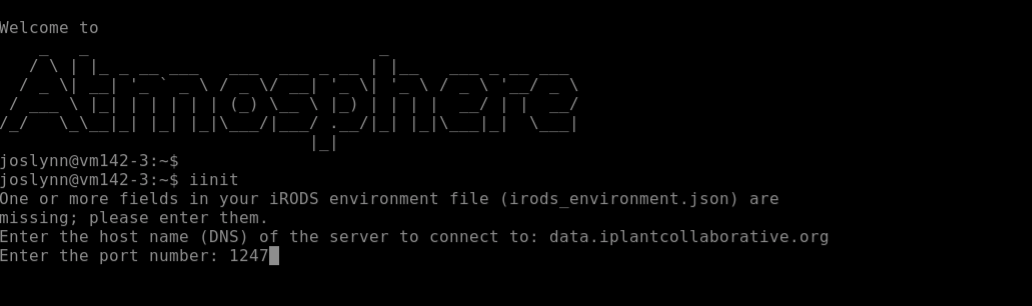 Welcome to
Atmosphere
joslynn@vm142-3:~$
joslynn@vm142-3:~$ iinit
One or more fields in your iRODS environment file (irods_environment.json) are
missing; please enter them.
Enter the host name (DNS) of the server to connect to: data.iplantcollaborative.org
Enter the port number: 1247